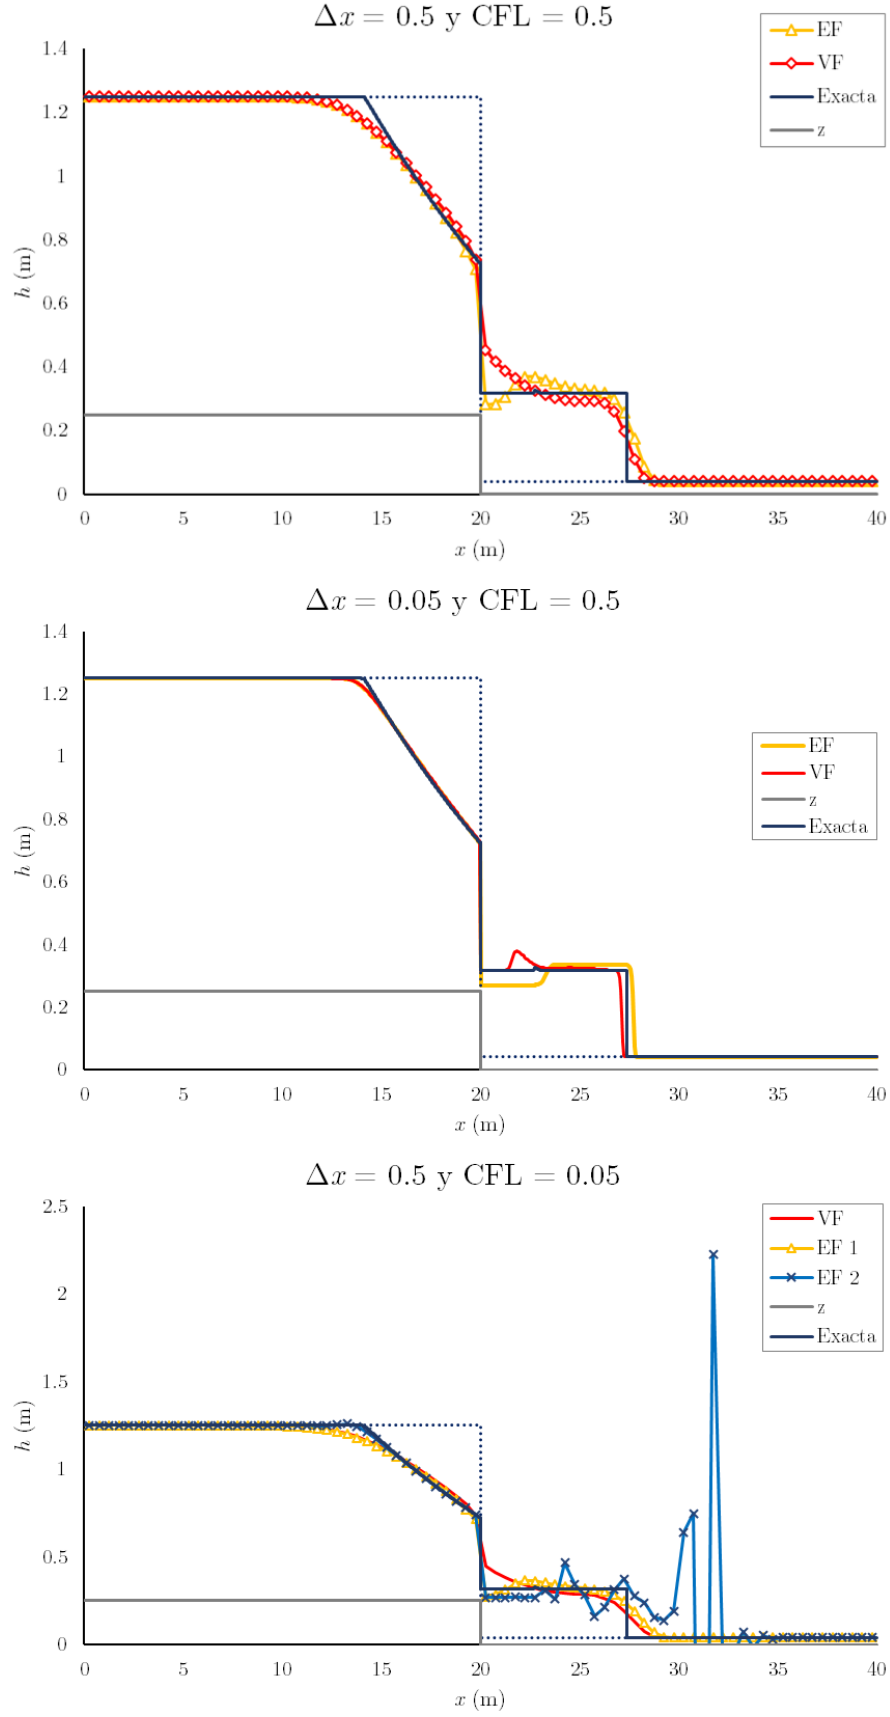 Δx = 0.5 y CFL = 0.5
EF
VF
Exacta
z
1.4
1.2
1
0.8
0.6
0.4
0.2
0
h (m)
0 5 10 15 20 25 30 35 40
x (m)
Δx = 0.05 y CFL = 0.5
EF
VF
z
Exacta
1.4
1.2
1
0.8
0.6
0.4
0.2
0
h (m)
0 5 10 15 20 25 30 35 40
x (m)
Δx = 0.5 y CFL = 0.05
VF
EF 1
EF 2
z
Exacta
2.5
2
1.5
1
0.5
0
h (m)
0 5 10 15 20 25 30 35 40
x (m)